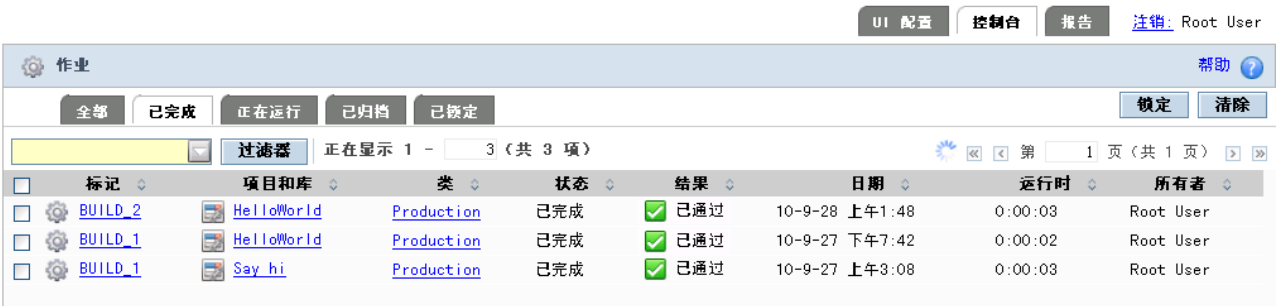 UI 配置 控制台 报告 注销: Root User
作业 帮助
全部 已完成 正在运行 已归档 已锁定 锁定 清除
过滤器 正在显示 1 - 3 (共 3 项) 第 1 页 (共 1 页)
标记 项目和库 类 状态 结果 日期 运行时 所有者
BUILD_2 HelloWorld Production 已完成 已通过 10-9-28 上午1:48 0:00:03 Root User
BUILD_1 HelloWorld Production 已完成 已通过 10-9-27 下午7:42 0:00:02 Root User
BUILD_1 Say hi Production 已完成 已通过 10-9-27 上午3:08 0:00:03 Root User